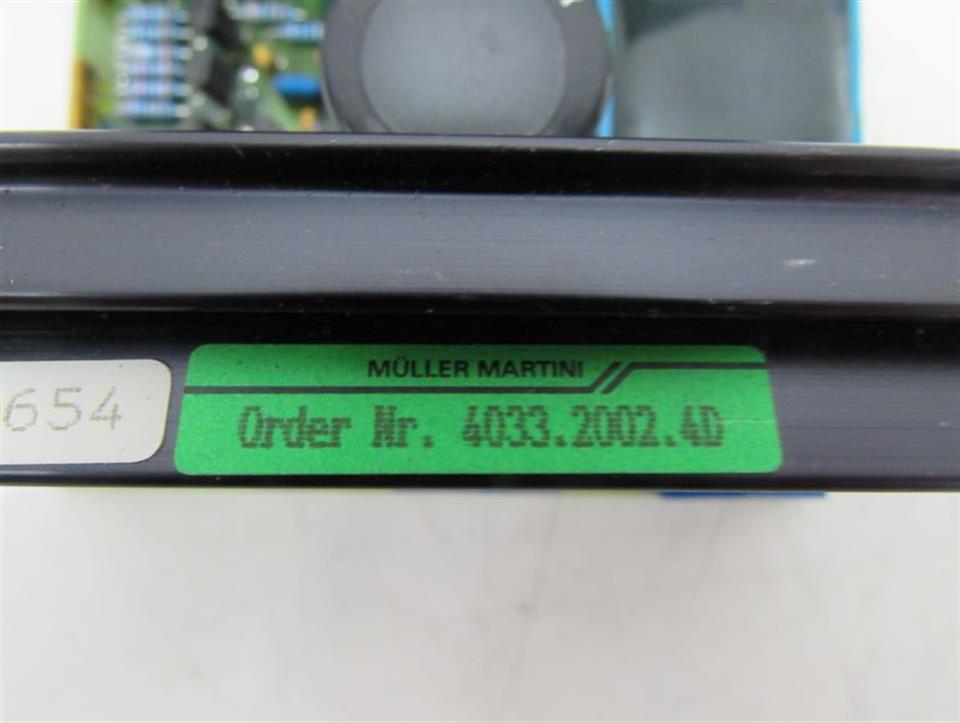 654
MÜLLER MARTINI
Order Nr. 4033.2002.4D